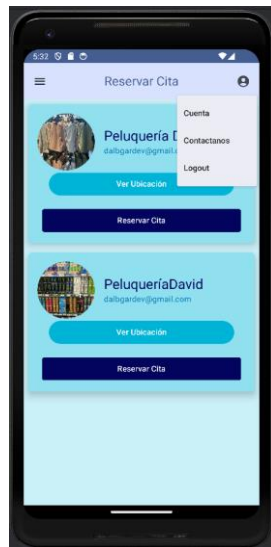 5:32
Reservar Cita
Cuenta
Contactanos
Logout
Peluquería D
dalbgardev@gmail.c
Ver Ubicación
Reservar Cita
PeluqueríaDavid
dalbgardev@gmail.com
Ver Ubicación
Reservar Cita